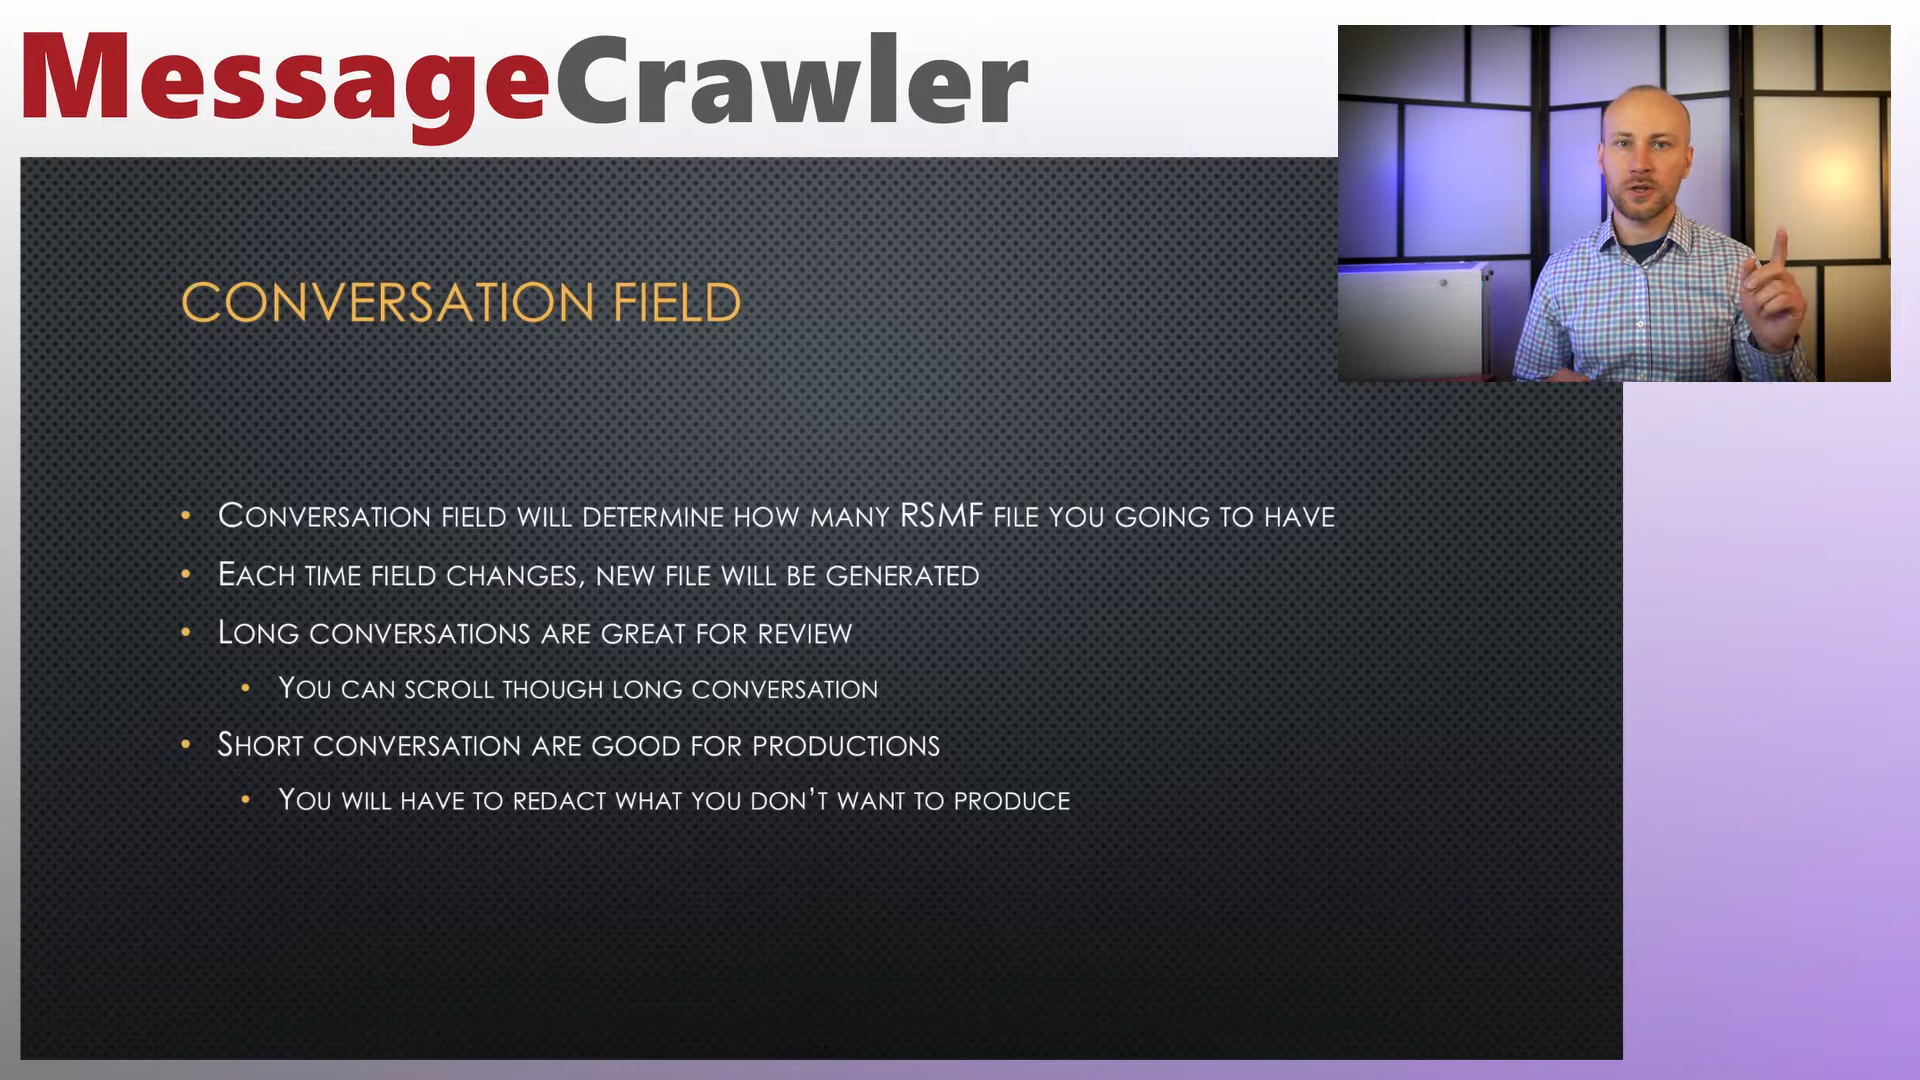 MessageCrawler
CONVERSATION FIELD
• CONVERSATION FIELD WILL DETERMINE HOW MANY RSMF FILE YOU GOING TO HAVE
• EACH TIME FIELD CHANGES, NEW FILE WILL BE GENERATED
• LONG CONVERSATIONS ARE GREAT FOR REVIEW
• YOU CAN SCROLL THOUGH LONG CONVERSATION
• SHORT CONVERSATION ARE GOOD FOR PRODUCTIONS
• YOU WILL HAVE TO REDACT WHAT YOU DON’T WANT TO PRODUCE